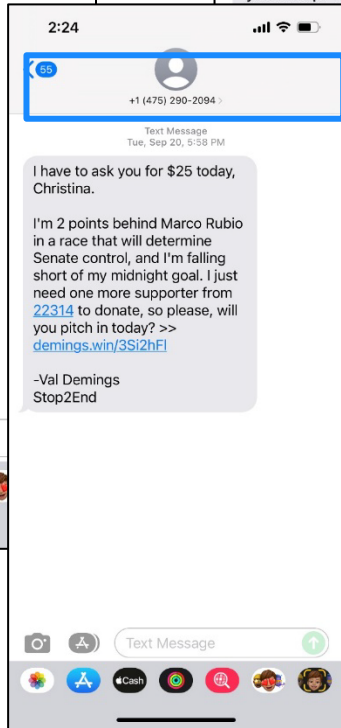 2:24
55
+1 (475) 290-2094 >
Text Message
Tue, Sep 20, 5:58 PM
I have to ask you for $25 today,
Christina.
I'm 2 points behind Marco Rubio
in a race that will determine
Senate control, and I'm falling
short of my midnight goal. I just
need one more supporter from
22314 to donate, so please, will
you pitch in today? >>
demings.win/3Si2hFl
-Val Demings
Stop2End
Text Message
Cash